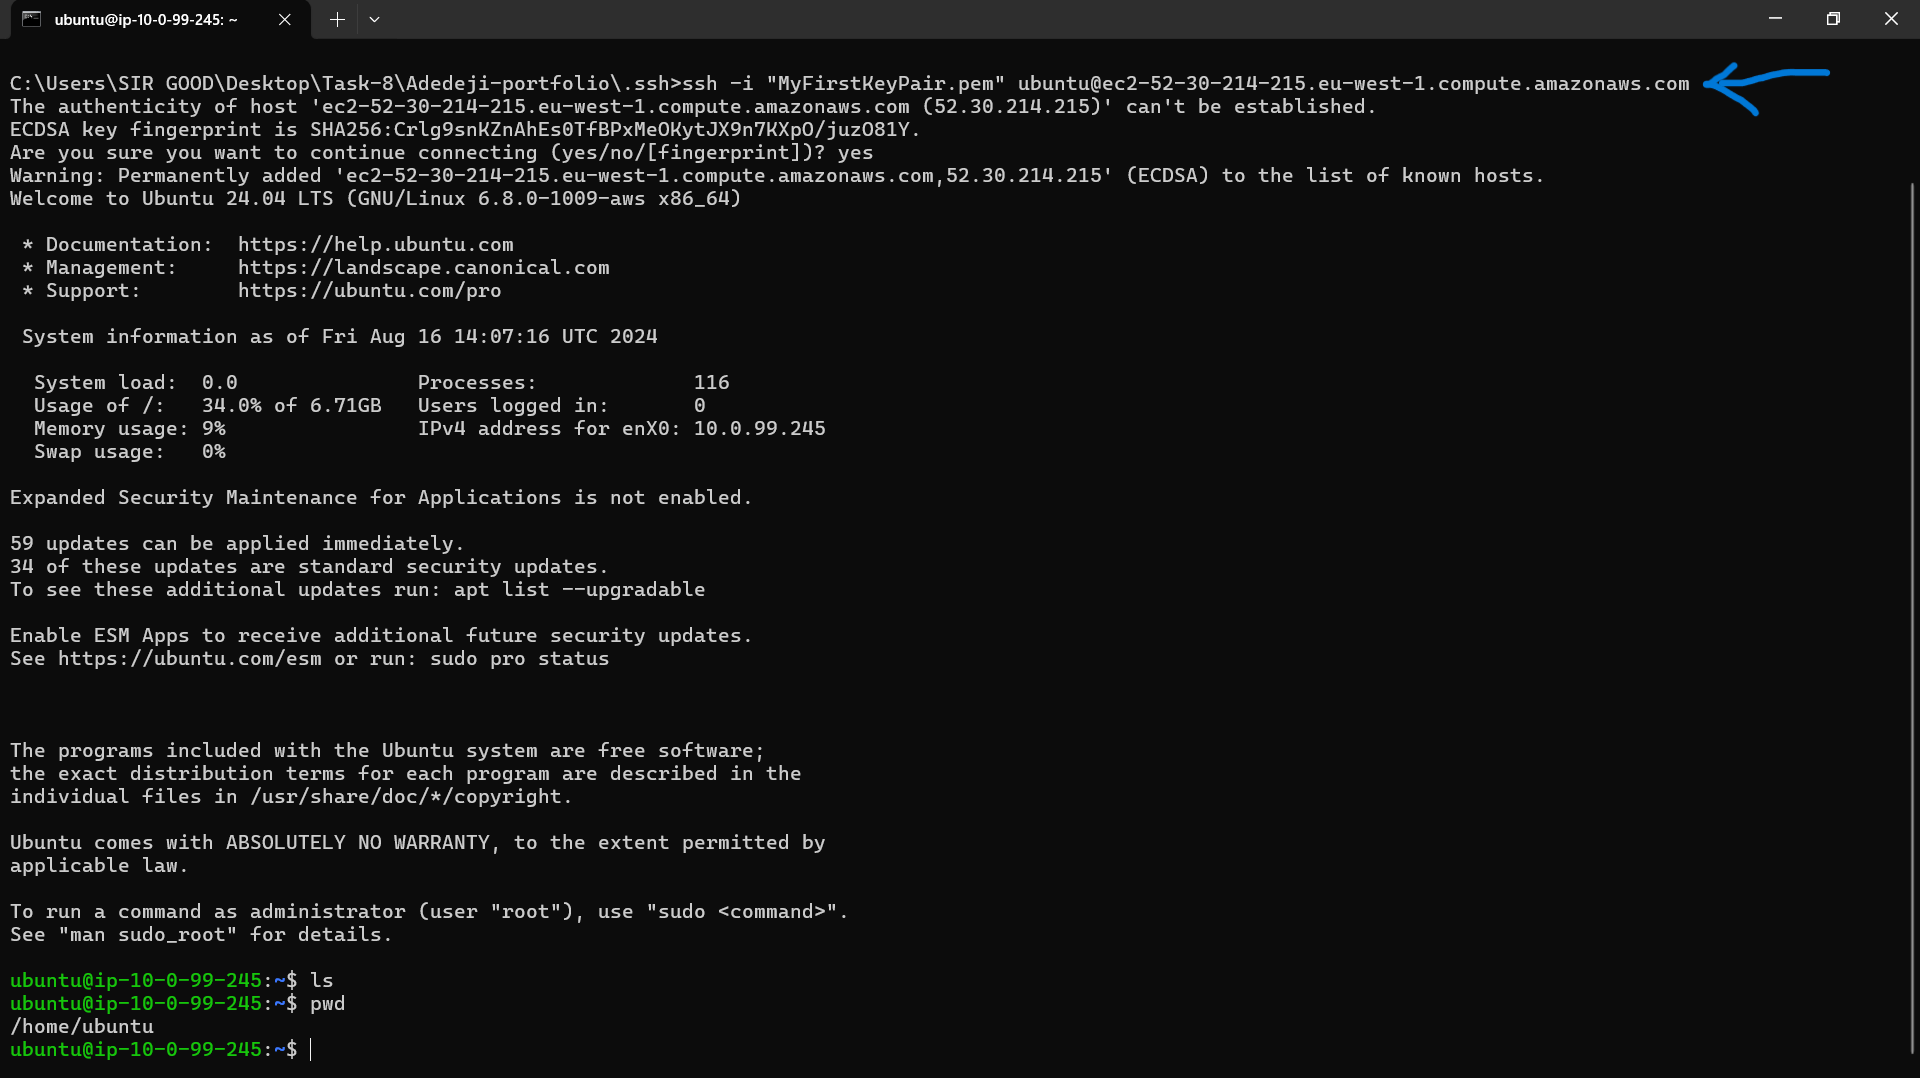 ubuntu@ip-10-0-99-245: ~
C:\Users\SIR GOOD\Desktop\Task-8\Adedeji-portfolio\.ssh>ssh -i "MyFirstKeyPair.pem" ubuntu@ec2-52-30-214-215.eu-west-1.compute.amazonaws.com
The authenticity of host 'ec2-52-30-214-215.eu-west-1.compute.amazonaws.com (52.30.214.215)' can't be established.
ECDSA key fingerprint is SHA256:Crlg9snKZnAhEs0TfBPxMeOKytJX9n7KXpO/juzO81Y.
Are you sure you want to continue connecting (yes/no/[fingerprint])? yes
Warning: Permanently added 'ec2-52-30-214-215.eu-west-1.compute.amazonaws.com,52.30.214.215' (ECDSA) to the list of known hosts.
Welcome to Ubuntu 24.04 LTS (GNU/Linux 6.8.0-1009-aws x86_64)
* Documentation:  https://help.ubuntu.com
* Management:     https://landscape.canonical.com
* Support:        https://ubuntu.com/pro
System information as of Fri Aug 16 14:07:16 UTC 2024
System load:  0.0               Processes:             116
Usage of /:   34.0% of 6.71GB   Users logged in:       0
Memory usage: 9%                IPv4 address for enX0: 10.0.99.245
Swap usage:   0%
Expanded Security Maintenance for Applications is not enabled.
59 updates can be applied immediately.
34 of these updates are standard security updates.
To see these additional updates run: apt list --upgradable
Enable ESM Apps to receive additional future security updates.
See https://ubuntu.com/esm or run: sudo pro status
The programs included with the Ubuntu system are free software;
the exact distribution terms for each program are described in the
individual files in /usr/share/doc/*/copyright.
Ubuntu comes with ABSOLUTELY NO WARRANTY, to the extent permitted by
applicable law.
To run a command as administrator (user "root"), use "sudo <command>".
See "man sudo_root" for details.
ubuntu@ip-10-0-99-245:~$ ls
ubuntu@ip-10-0-99-245:~$ pwd
/home/ubuntu
ubuntu@ip-10-0-99-245:~$